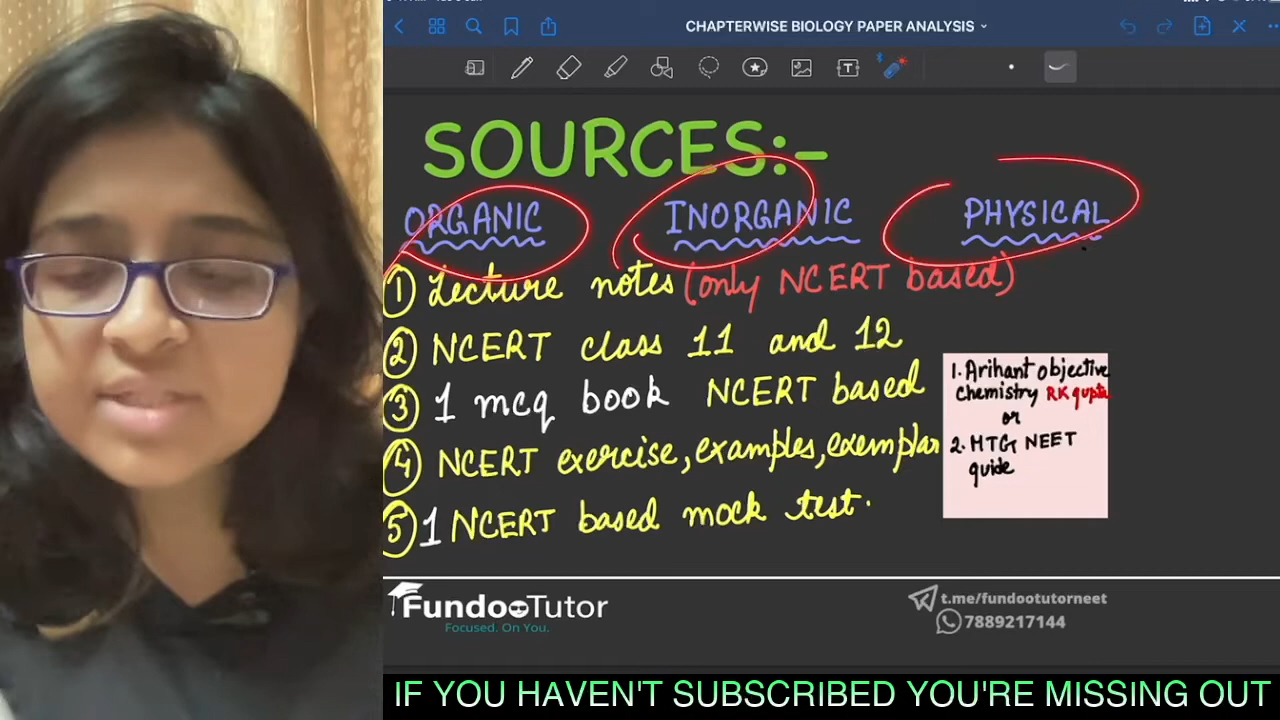 CHAPTERWISE BIOLOGY PAPER ANALYSIS
SOURCES:-
ORGANIC INORGANIC PHYSICAL
① Lecture notes (only NCERT based)
② NCERT class 11 and 12
③ 1 mcq book NCERT based
④ NCERT exercise, examples, exemplar
⑤ 1 NCERT based mock test.
1. Arihant objective
chemistry RK gupta
or
2. MTG NEET
guide
FundooTutor
Focused. On You.
t.me/fundootutorneet
7889217144
IF YOU HAVEN'T SUBSCRIBED YOU'RE MISSING OUT